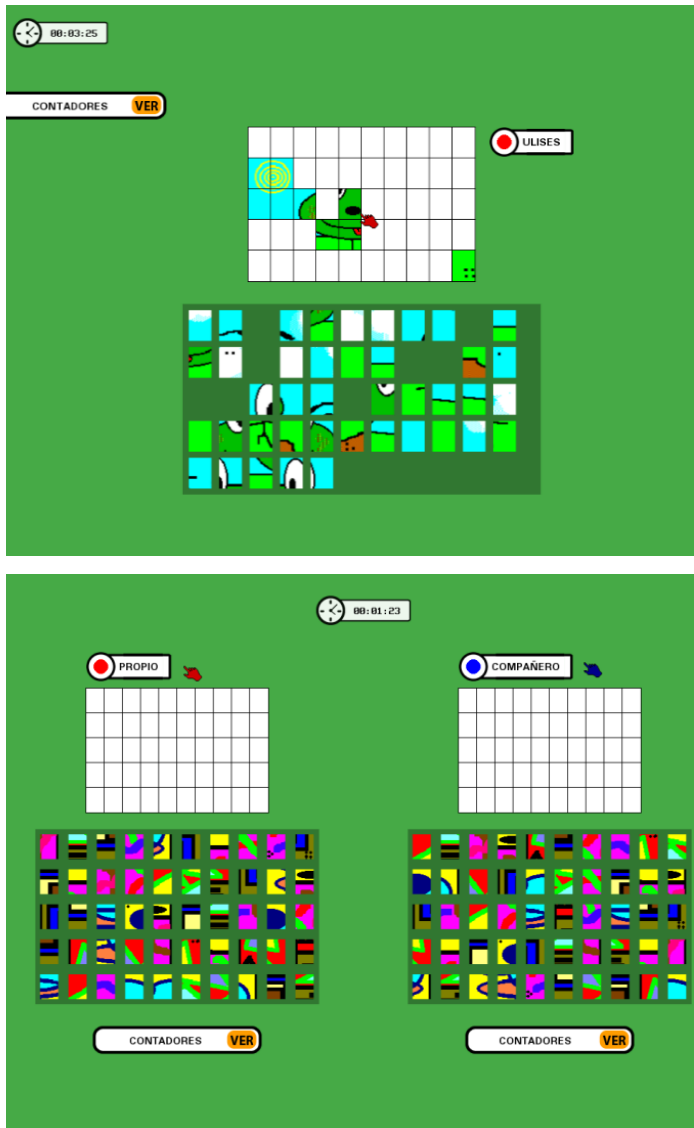 00:03:25
CONTADORES VER
ULISES
00:01:23
PROPIO
COMPAÑERO
CONTADORES VER
CONTADORES VER